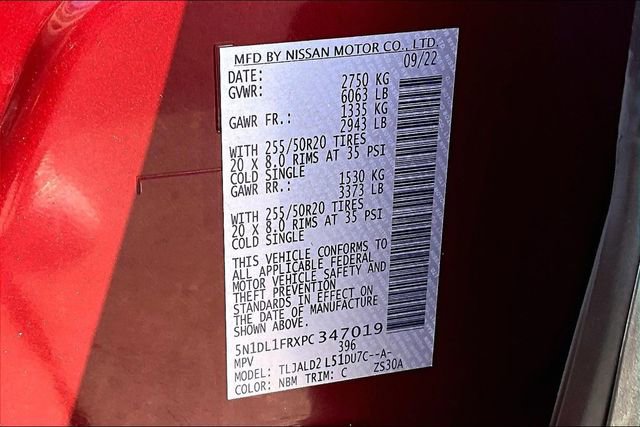 MFD BY NISSAN MOTOR CO., LTD.
DATE: 09/22
GVWR: 2750 KG
6063 LB
GAWR FR.: 1335 KG
2943 LB
WITH 255/50R20 TIRES
20 X 8.0 RIMS AT 35 PSI
COLD SINGLE
GAWR RR.: 1530 KG
3373 LB
WITH 255/50R20 TIRES
20 X 8.0 RIMS AT 35 PSI
COLD SINGLE
THIS VEHICLE CONFORMS TO
ALL APPLICABLE FEDERAL
MOTOR VEHICLE SAFETY AND
THEFT PREVENTION
STANDARDS IN EFFECT ON
THE DATE OF MANUFACTURE
SHOWN ABOVE.
5N1DL1FRXPC347019
MPV 396
MODEL: TLJALD2 L51DU7C--A-
COLOR: NBM TRIM: C ZS30A